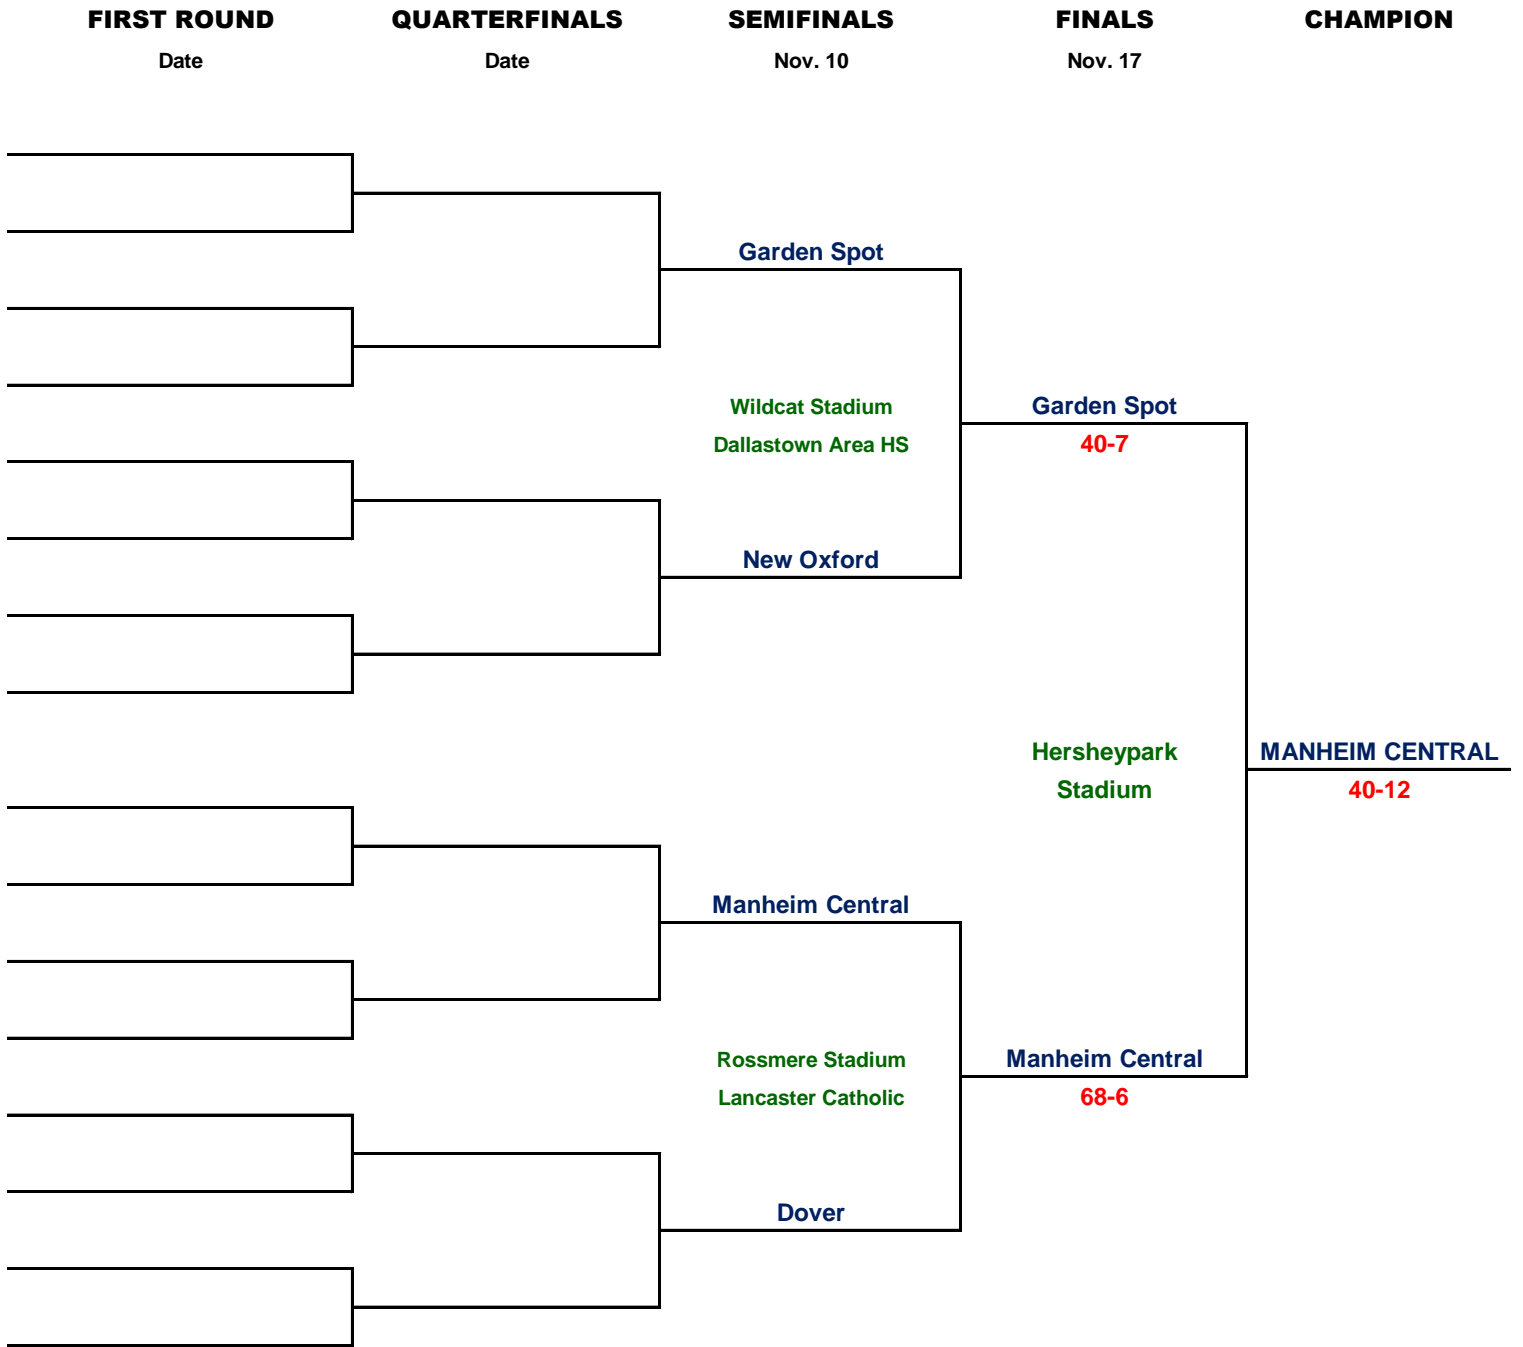 FIRST ROUND
QUARTERFINALS
SEMIFINALS
FINALS
CHAMPION
Date
Date
Nov. 10
Nov. 17
Garden Spot
Wildcat Stadium
Dallastown Area HS
Garden Spot
40-7
New Oxford
Hersheypark
Stadium
MANHEIM CENTRAL
40-12
Manheim Central
Rossmere Stadium
Lancaster Catholic
Manheim Central
68-6
Dover